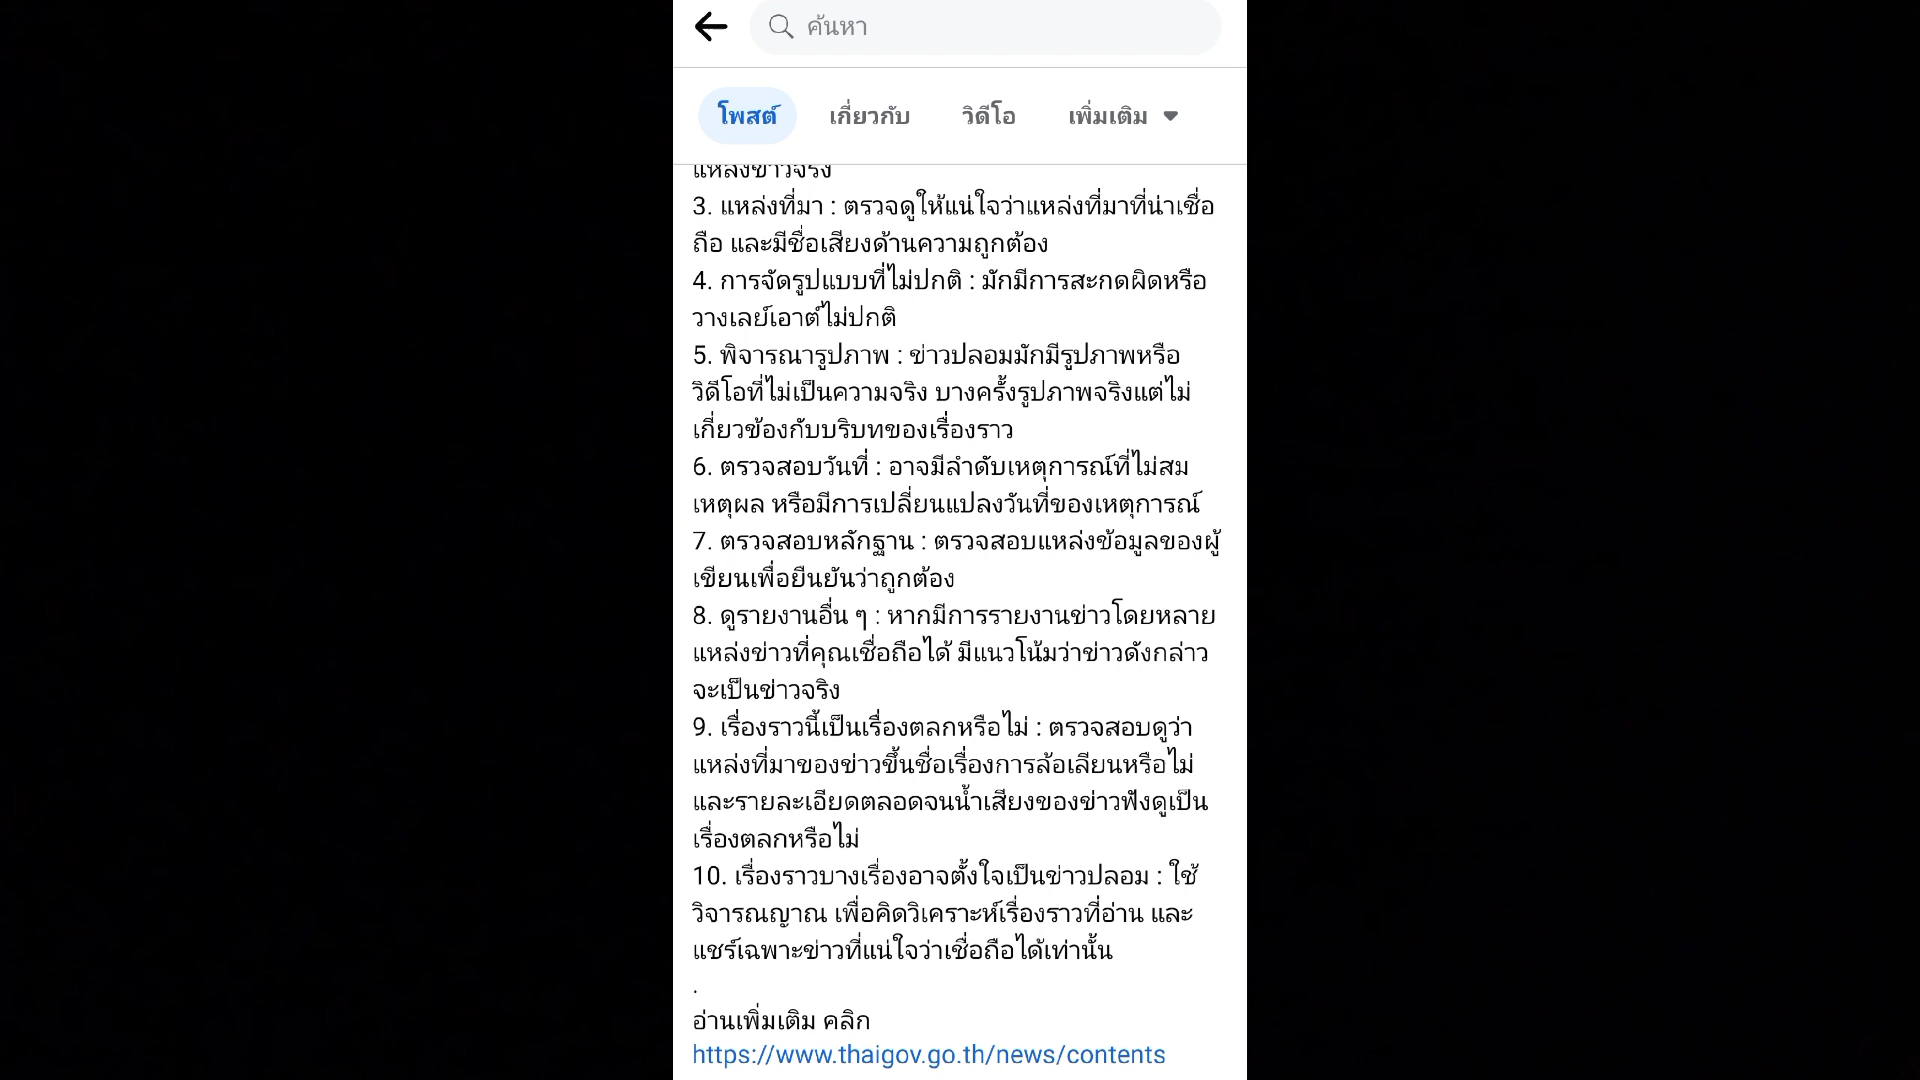 ค้นหา
โพสต์ เกี่ยวกับ วิดีโอ เพิ่มเติม
แหล่งข่าวจริง
3. แหล่งที่มา : ตรวจดูให้แน่ใจว่าแหล่งที่มาที่น่าเชื่อ
ถือ และมีชื่อเสียงด้านความถูกต้อง
4. การจัดรูปแบบที่ไม่ปกติ : มักมีการสะกดผิดหรือ
วางเลย์เอาต์ไม่ปกติ
5. พิจารณารูปภาพ : ข่าวปลอมมักมีรูปภาพหรือ
วิดีโอที่ไม่เป็นความจริง บางครั้งรูปภาพจริงแต่ไม่
เกี่ยวข้องกับบริบทของเรื่องราว
6. ตรวจสอบวันที่ : อาจมีลำดับเหตุการณ์ที่ไม่สม
เหตุผล หรือมีการเปลี่ยนแปลงวันที่ของเหตุการณ์
7. ตรวจสอบหลักฐาน : ตรวจสอบแหล่งข้อมูลของผู้
เขียนเพื่อยืนยันว่าถูกต้อง
8. ดูรายงานอื่น ๆ : หากมีการรายงานข่าวโดยหลาย
แหล่งข่าวที่คุณเชื่อถือได้ มีแนวโน้มว่าข่าวดังกล่าว
จะเป็นข่าวจริง
9. เรื่องราวนี้เป็นเรื่องตลกหรือไม่ : ตรวจสอบดูว่า
แหล่งที่มาของข่าวขึ้นชื่อเรื่องการล้อเลียนหรือไม่
และรายละเอียดตลอดจนน้ำเสียงของข่าวฟังดูเป็น
เรื่องตลกหรือไม่
10. เรื่องราวบางเรื่องอาจตั้งใจเป็นข่าวปลอม : ใช้
วิจารณญาณ เพื่อคิดวิเคราะห์เรื่องราวที่อ่าน และ
แชร์เฉพาะข่าวที่แน่ใจว่าเชื่อถือได้เท่านั้น
.
อ่านเพิ่มเติม คลิก
https://www.thaigov.go.th/news/contents